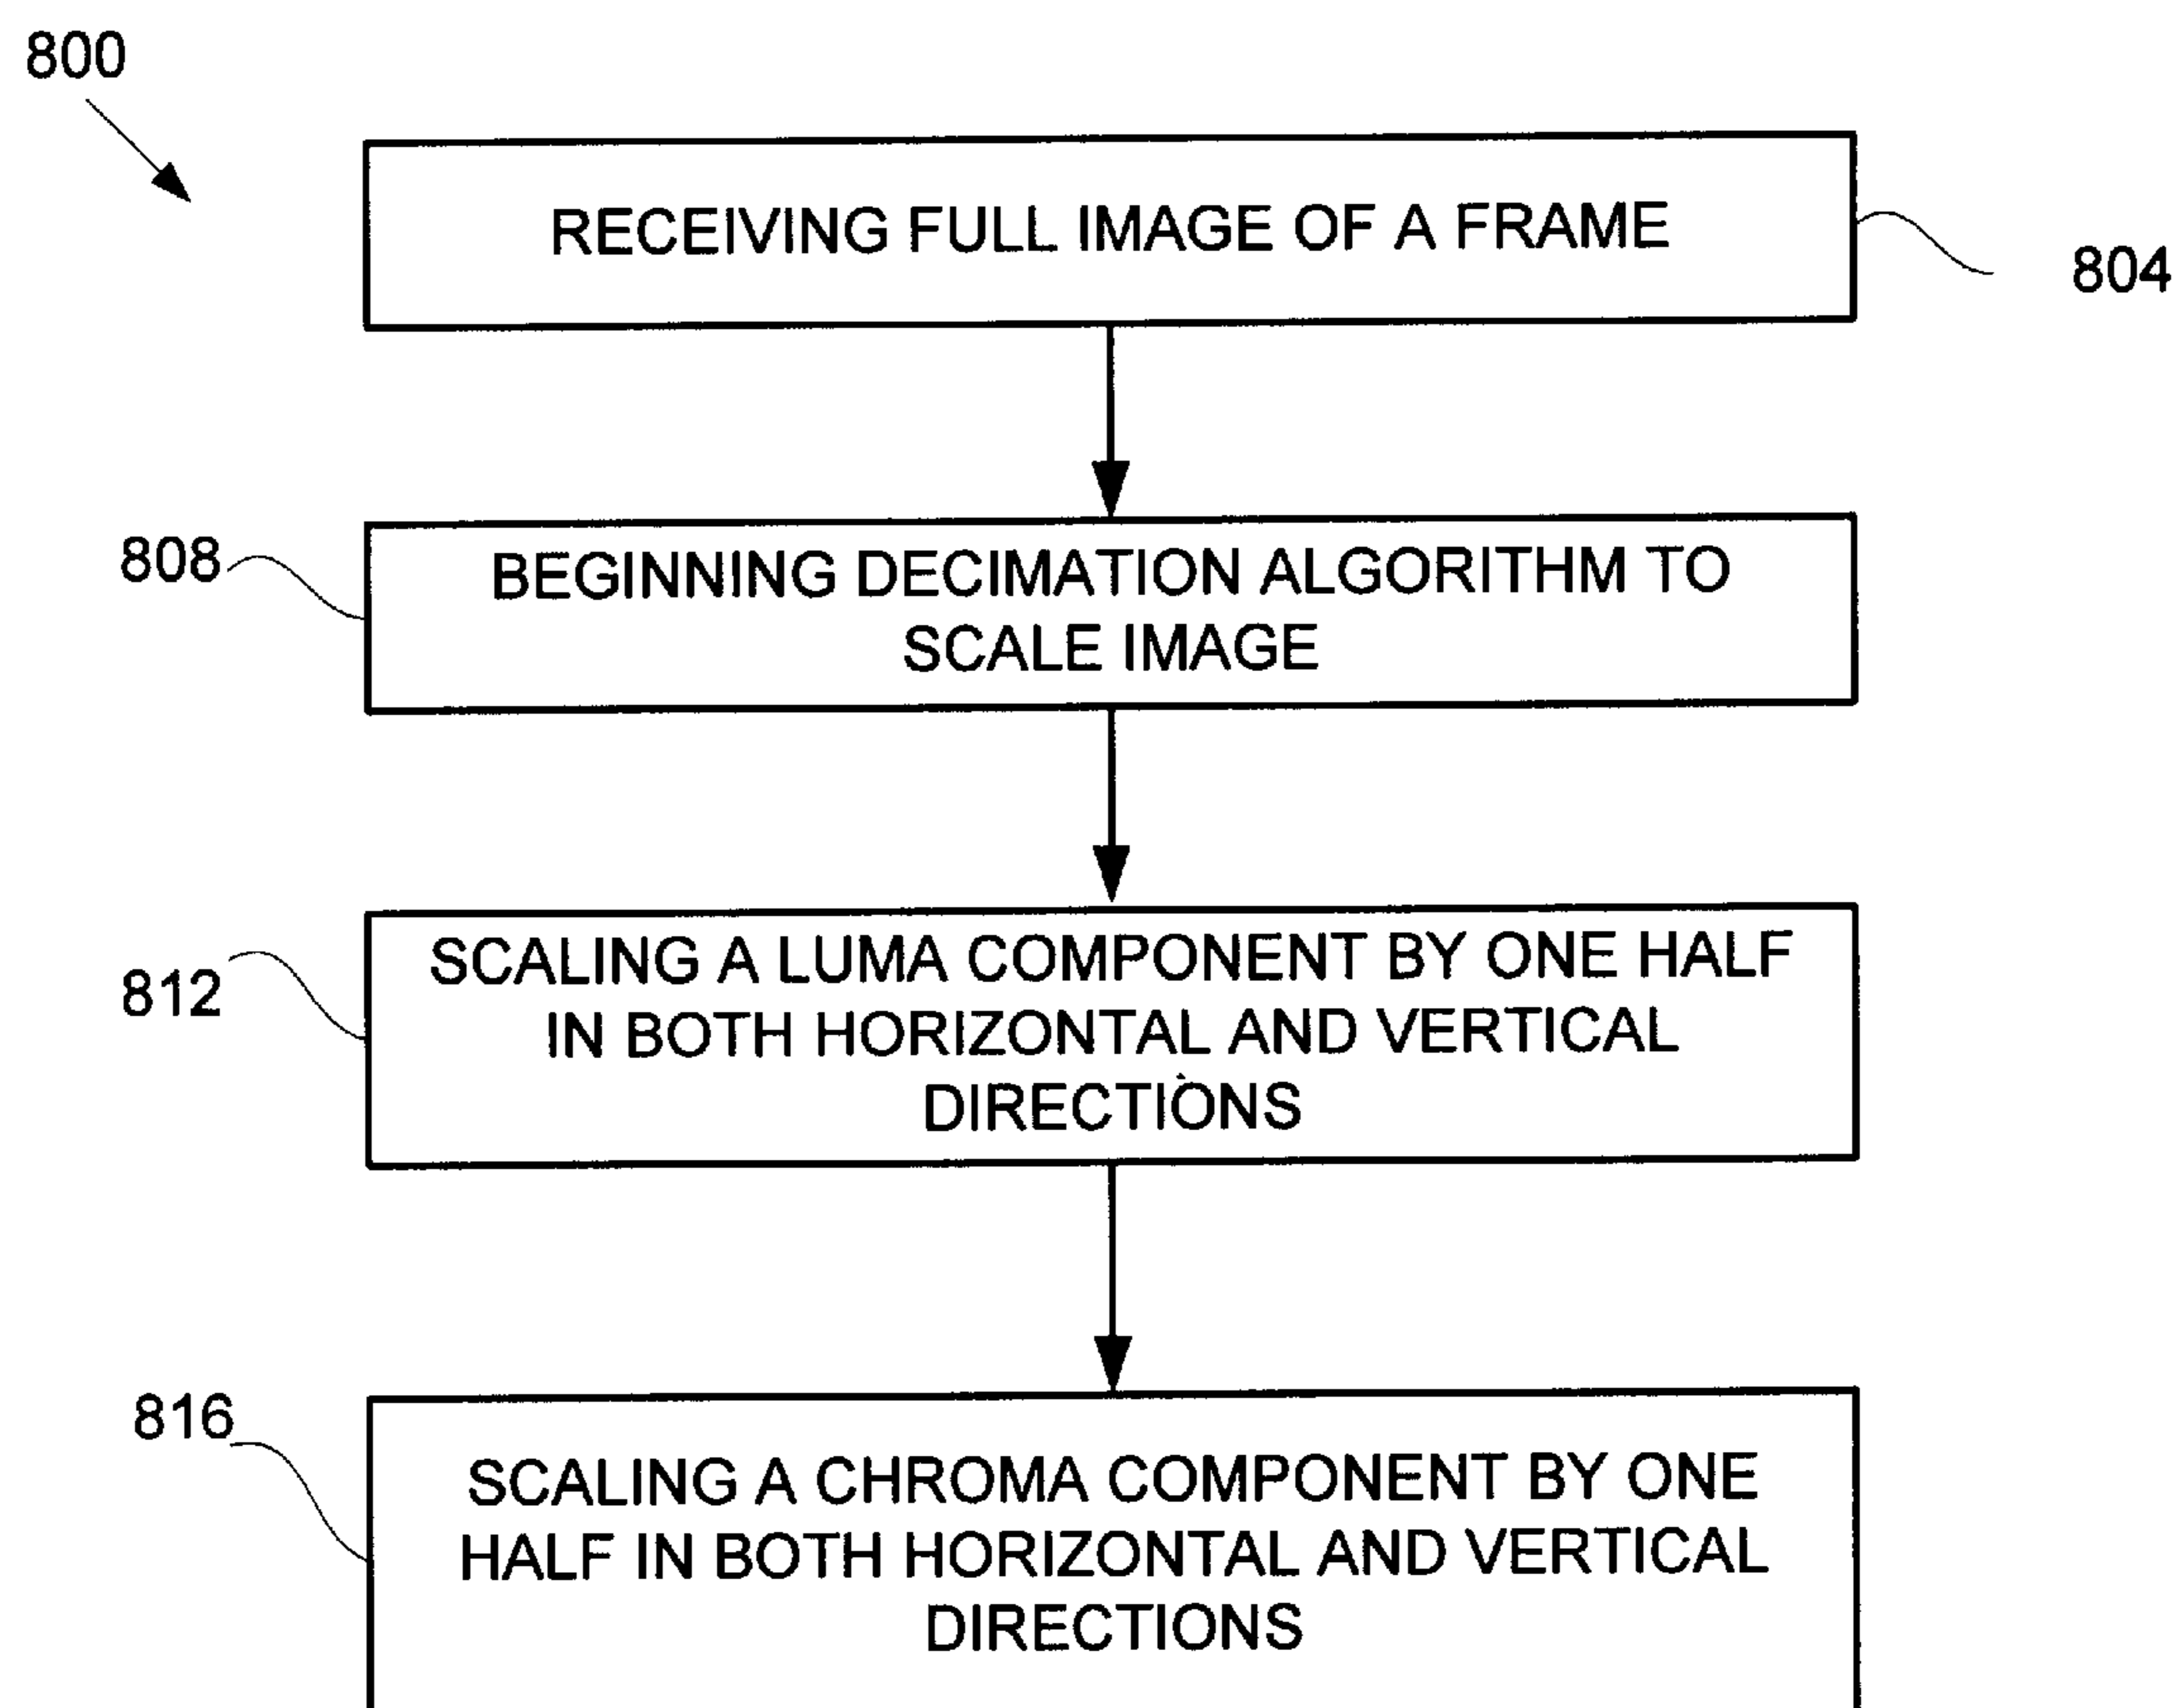 800
RECEIVING FULL IMAGE OF A FRAME
804
808
BEGINNING DECIMATION ALGORITHM TO
SCALE IMAGE
812
SCALING A LUMA COMPONENT BY ONE HALF
IN BOTH HORIZONTAL AND VERTICAL
DIRECTIONS
816
SCALING A CHROMA COMPONENT BY ONE
HALF IN BOTH HORIZONTAL AND VERTICAL
DIRECTIONS